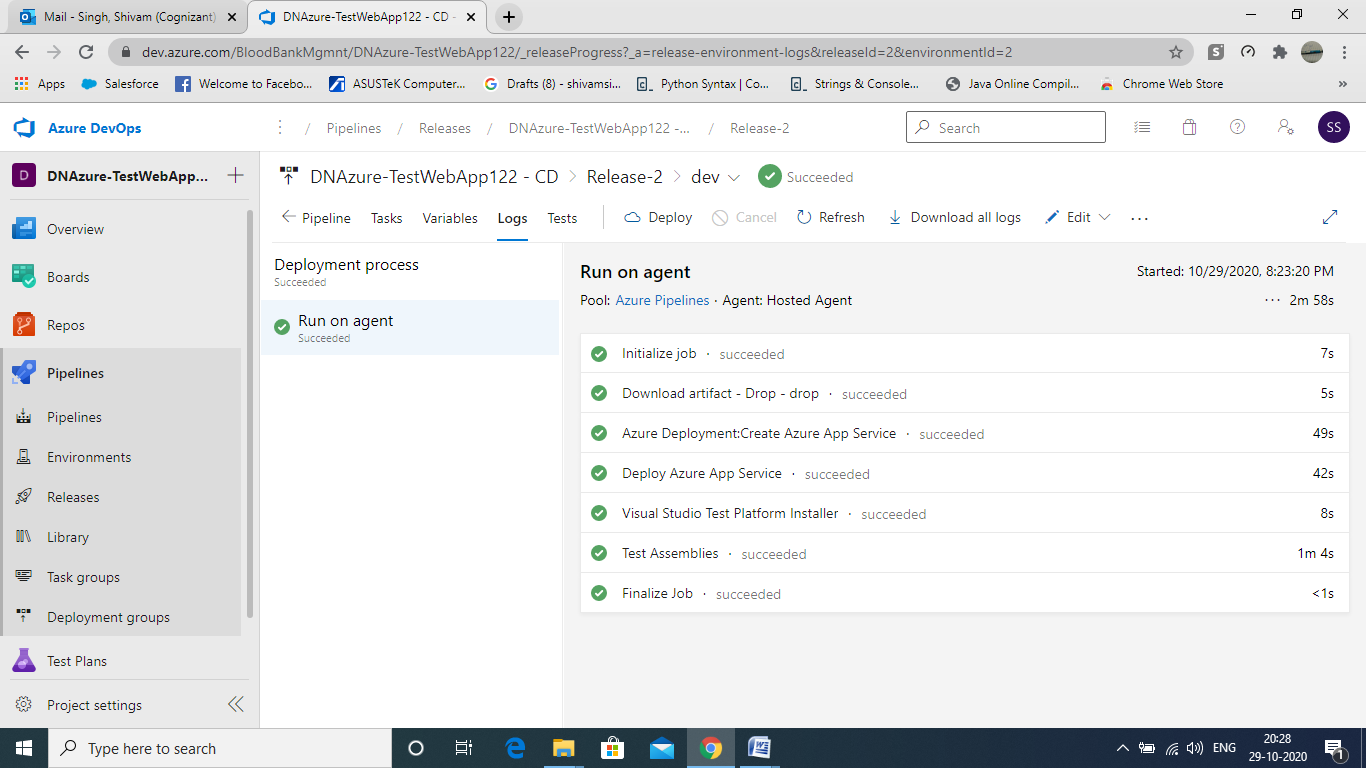 Mail - Singh, Shivam (Cognizant)
DNAzure-TestWebApp122 - CD -
dev.azure.com/BloodBankMgmnt/DNAzure-TestWebApp122/_releaseProgress?_a=release-environment-logs&releaseId=2&environmentId=2
Apps Salesforce Welcome to Facebo... ASUSTeK Computer... Drafts (8) - shivamsi... Python Syntax | Co... Strings & Console... Java Online Compil... Chrome Web Store »
Azure DevOps / Pipelines / Releases / DNAzure-TestWebApp122 -... / Release-2 Search SS
D DNAzure-TestWebApp...
Overview
Boards
Repos
Pipelines
Pipelines
Environments
Releases
Library
Task groups
Deployment groups
Test Plans
Project settings
DNAzure-TestWebApp122 - CD > Release-2 > dev Succeeded
Pipeline Tasks Variables Logs Tests Deploy Cancel Refresh Download all logs Edit ...
Deployment process
Succeeded
Run on agent
Succeeded
Run on agent Started: 10/29/2020, 8:23:20 PM
Pool: Azure Pipelines · Agent: Hosted Agent ... 2m 58s
Initialize job · succeeded 7s
Download artifact - Drop - drop · succeeded 5s
Azure Deployment:Create Azure App Service · succeeded 49s
Deploy Azure App Service · succeeded 42s
Visual Studio Test Platform Installer · succeeded 8s
Test Assemblies · succeeded 1m 4s
Finalize Job · succeeded <1s
Type here to search
ENG
20:28
29-10-2020
1